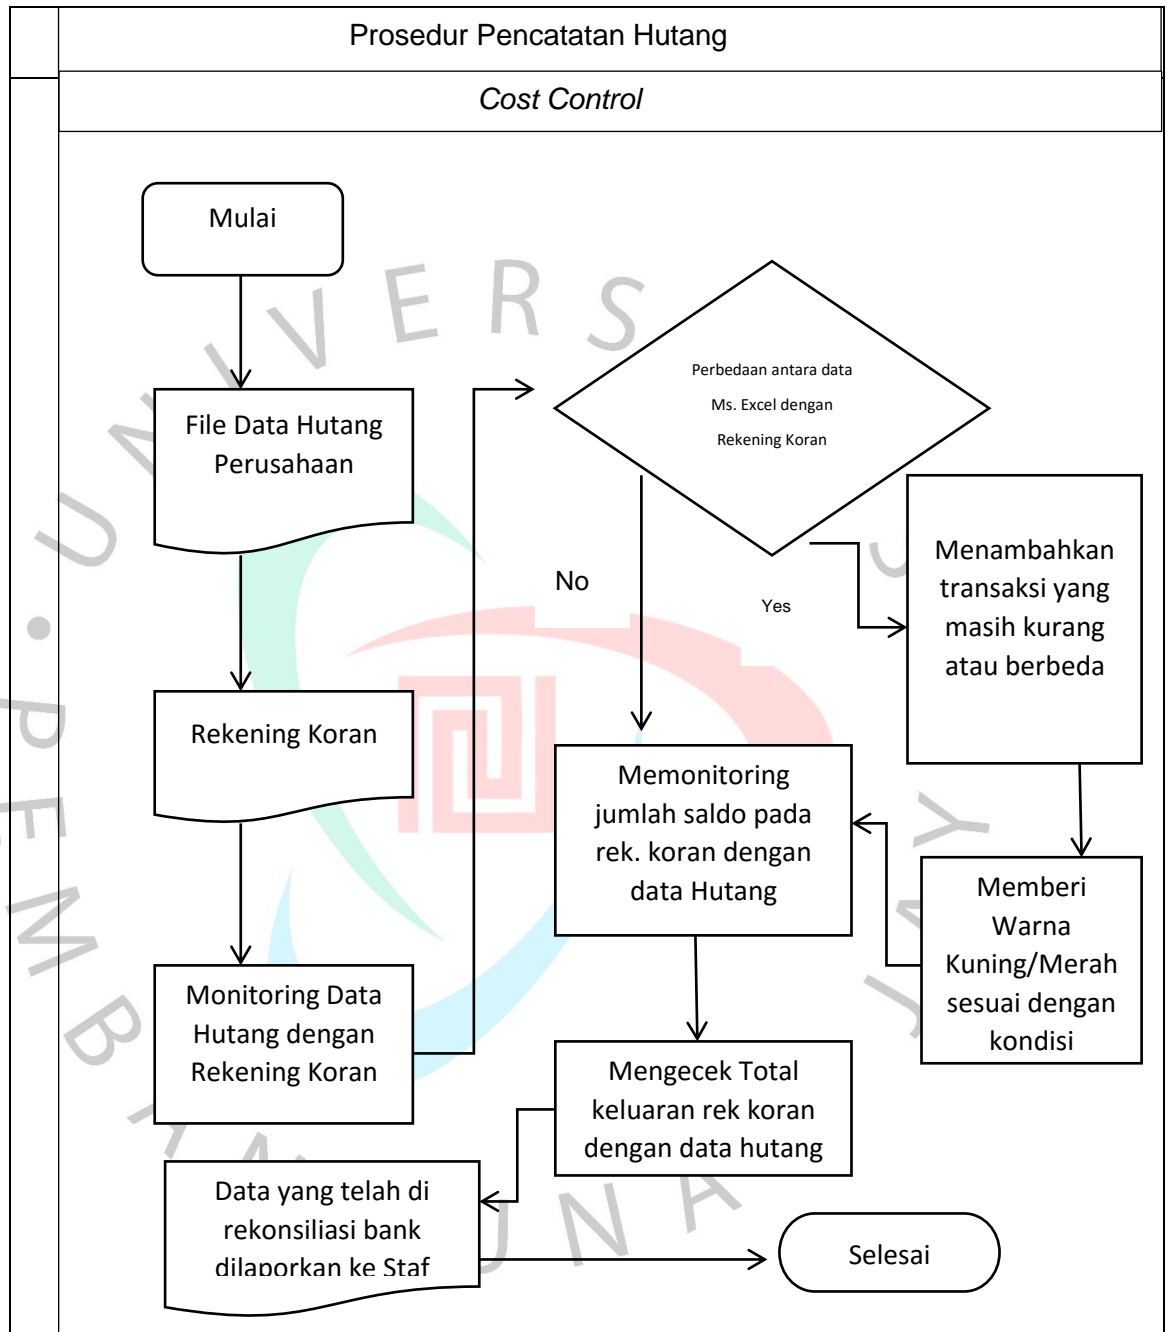 Prosedur Pencatatan Hutang
Cost Control
Mulai
File Data Hutang
Perusahaan
Rekening Koran
Monitoring Data
Hutang dengan
Rekening Koran
Perbedaan antara data
Ms. Excel dengan
Rekening Koran
No
Yes
Menambahkan
transaksi yang
masih kurang
atau berbeda
Memberi
Warna
Kuning/Merah
sesuai dengan
kondisi
Memonitoring
jumlah saldo pada
rek. koran dengan
data Hutang
Mengecek Total
keluaran rek koran
dengan data hutang
Data yang telah di
rekonsiliasi bank
dilaporkan ke Staf
Selesai
UNIVERS
PEMBANGUNA
JAY